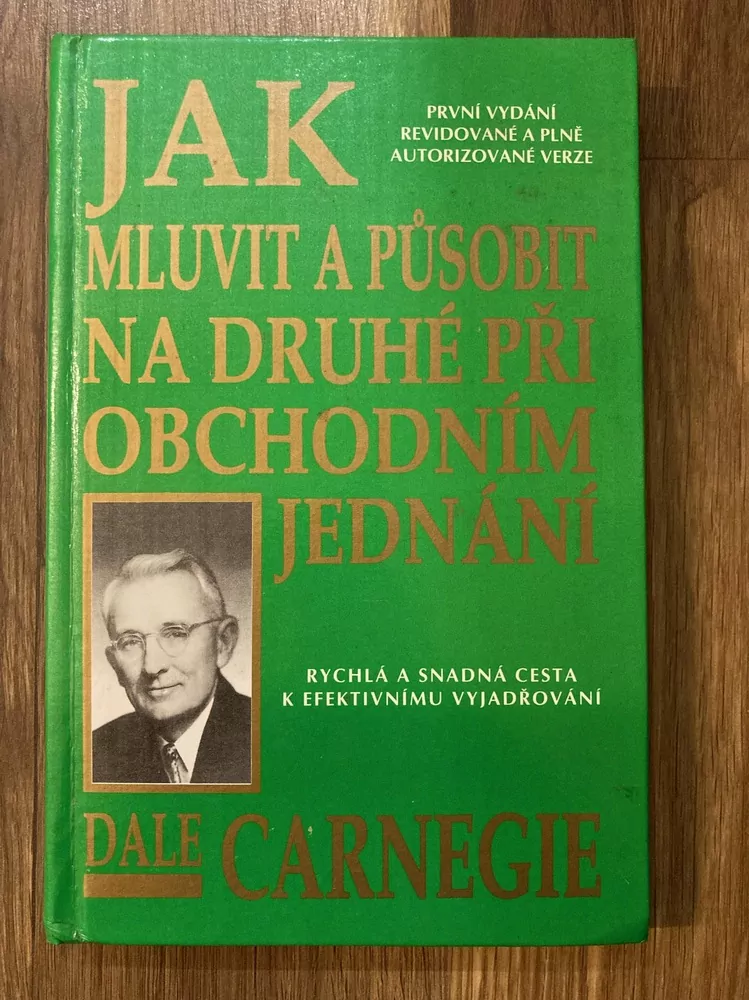 JAK
PRVNÍ VYDÁNÍ
REVIDOVANÉ A PLNĚ
AUTORIZOVANÉ VERZE
MLUVIT A PŮSOBIT
NA DRUHÉ PŘI
OBCHODNÍM
JEDNÁNÍ
RYCHLÁ A SNADNÁ CESTA
K EFEKTIVNÍMU VYJADŘOVÁNÍ
DALE CARNEGIE